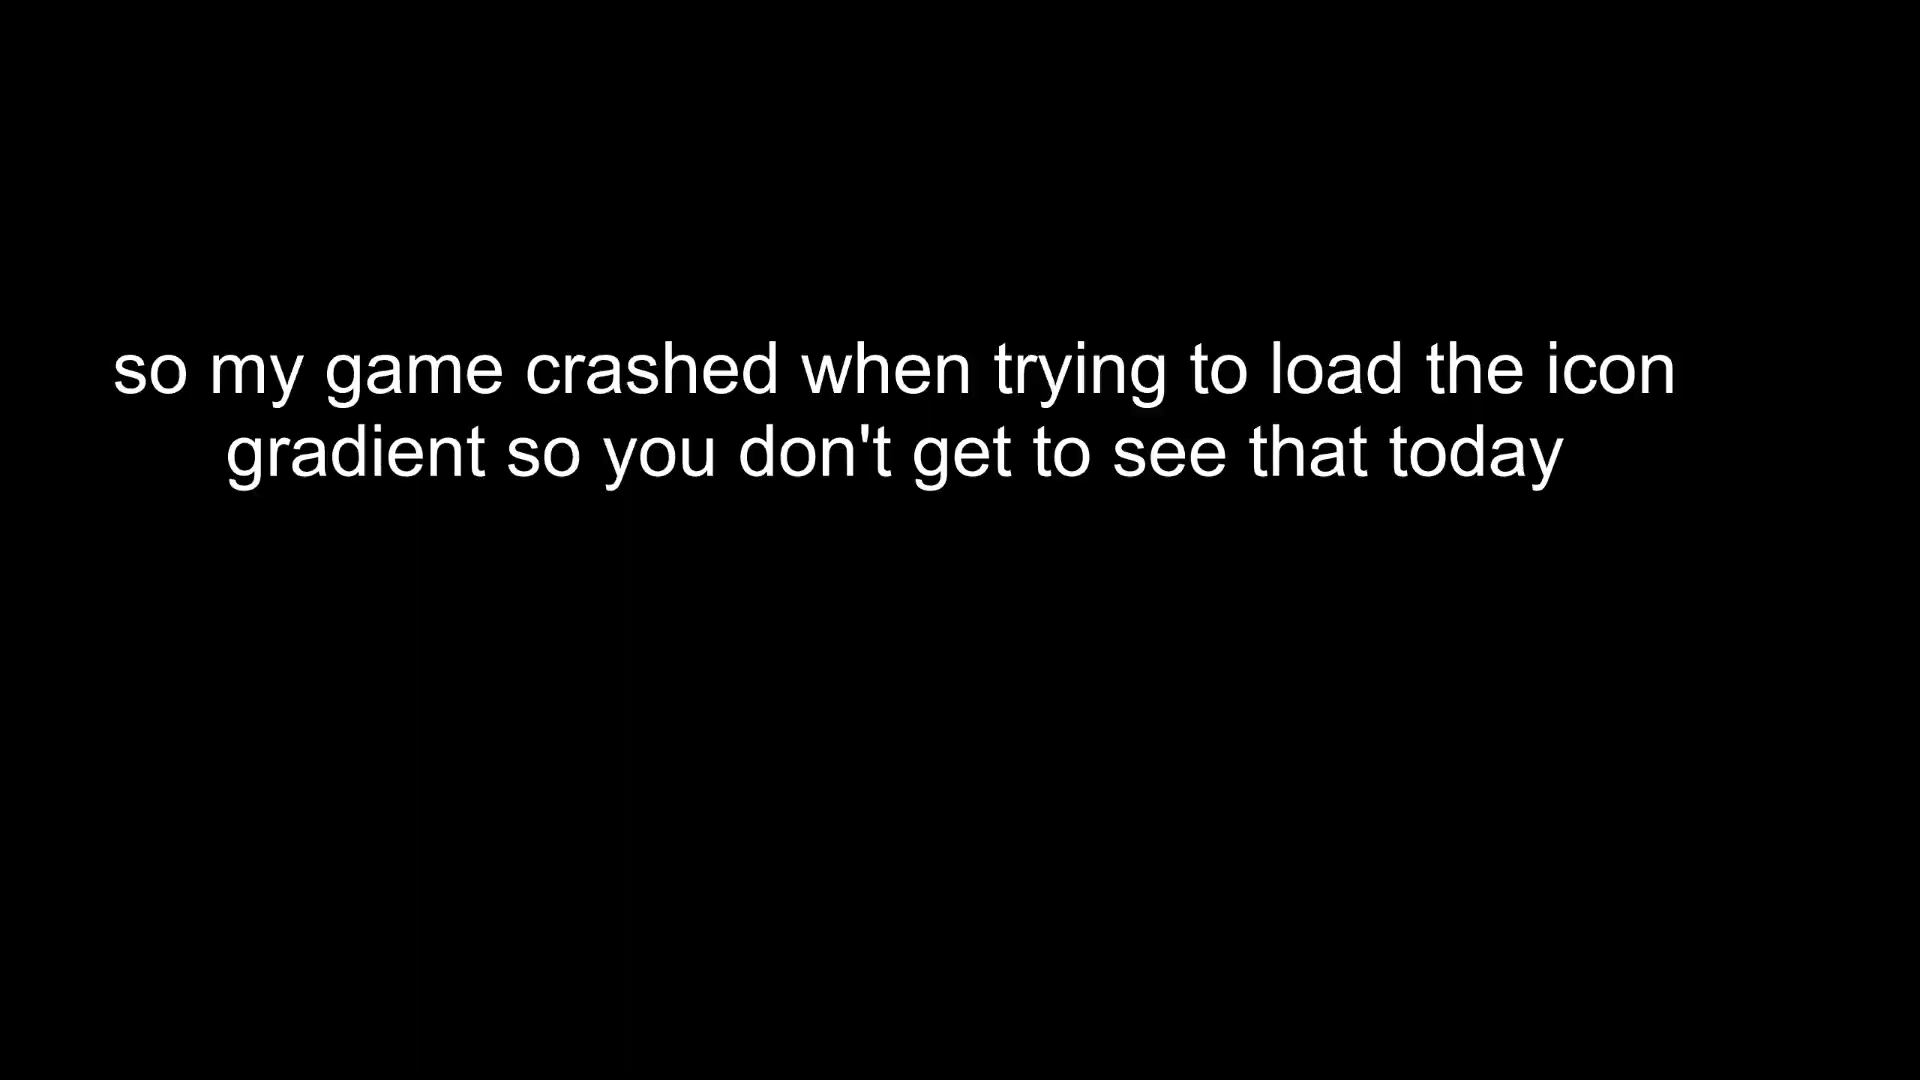 so my game crashed when trying to load the icon
gradient so you don't get to see that today